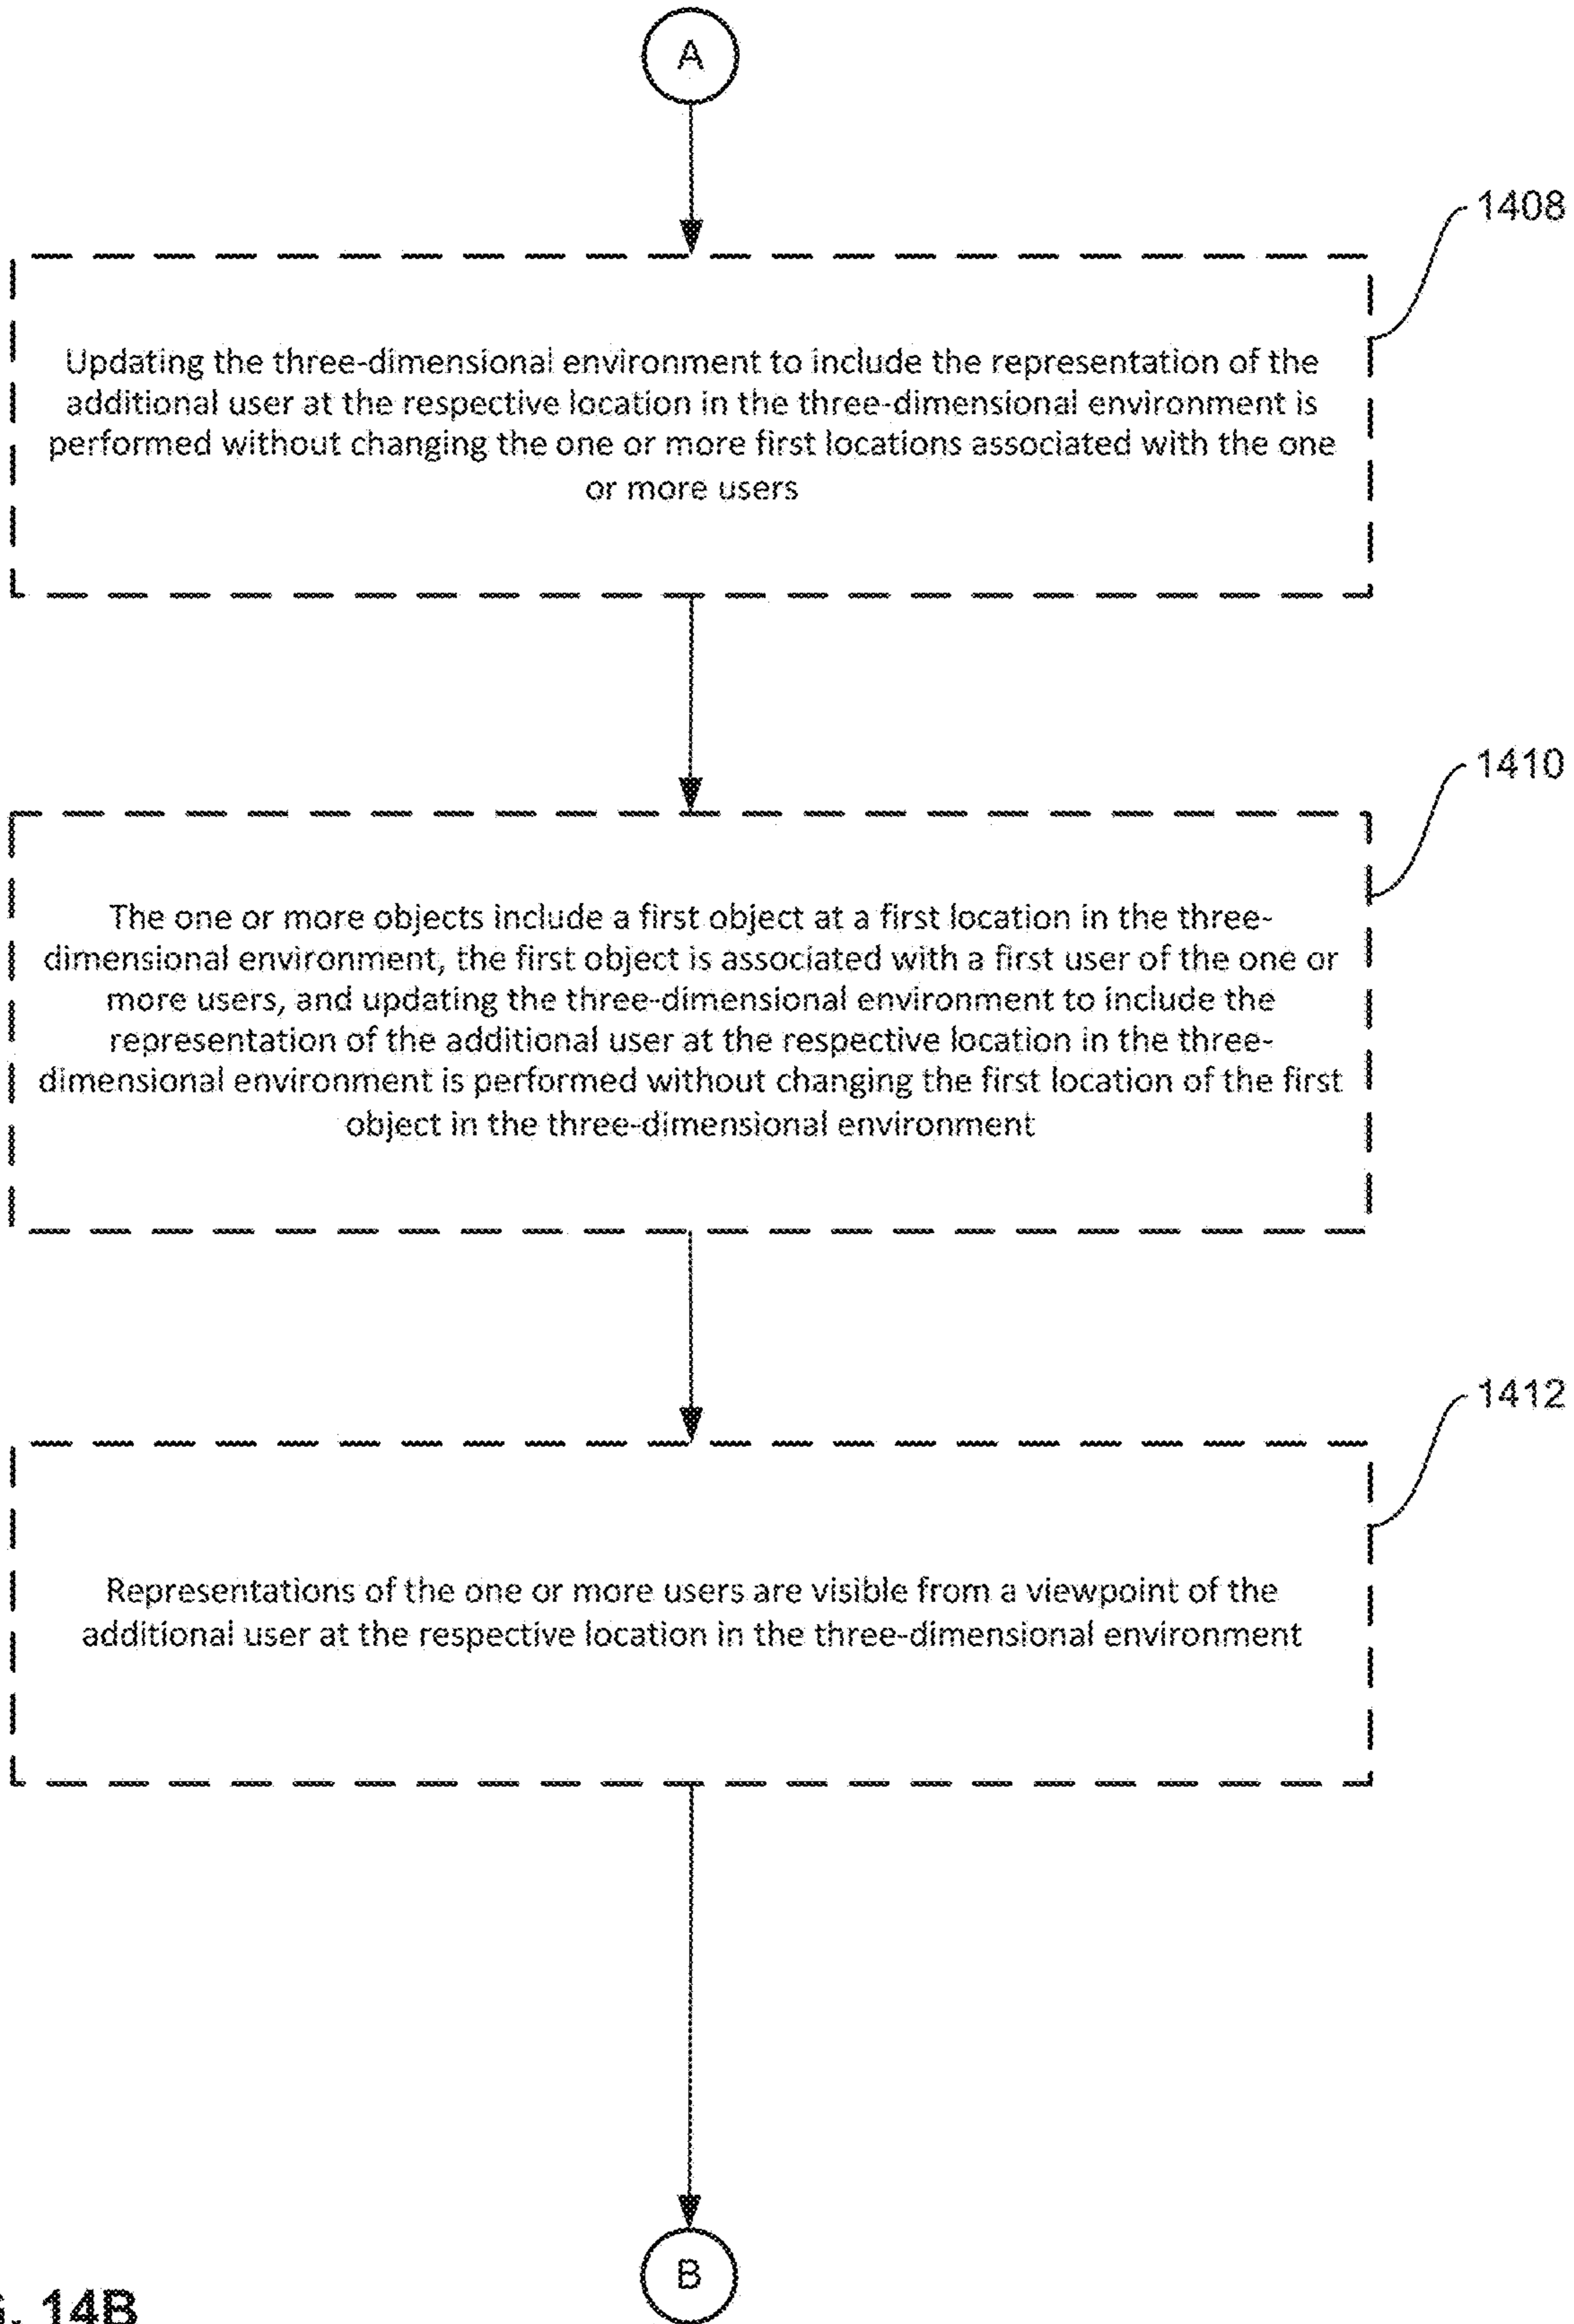 A
1408
Updating the three-dimensional environment to include the representation of the
additional user at the respective location in the three-dimensional environment is
performed without changing the one or more first locations associated with the one
or more users
1410
The one or more objects include a first object at a first location in the three-
dimensional environment, the first object is associated with a first user of the one or
more users, and updating the three-dimensional environment to include the
representation of the additional user at the respective location in the three-
dimensional environment is performed without changing the first location of the first
object in the three-dimensional environment
1412
Representations of the one or more users are visible from a viewpoint of the
additional user at the respective location in the three-dimensional environment
B
14B